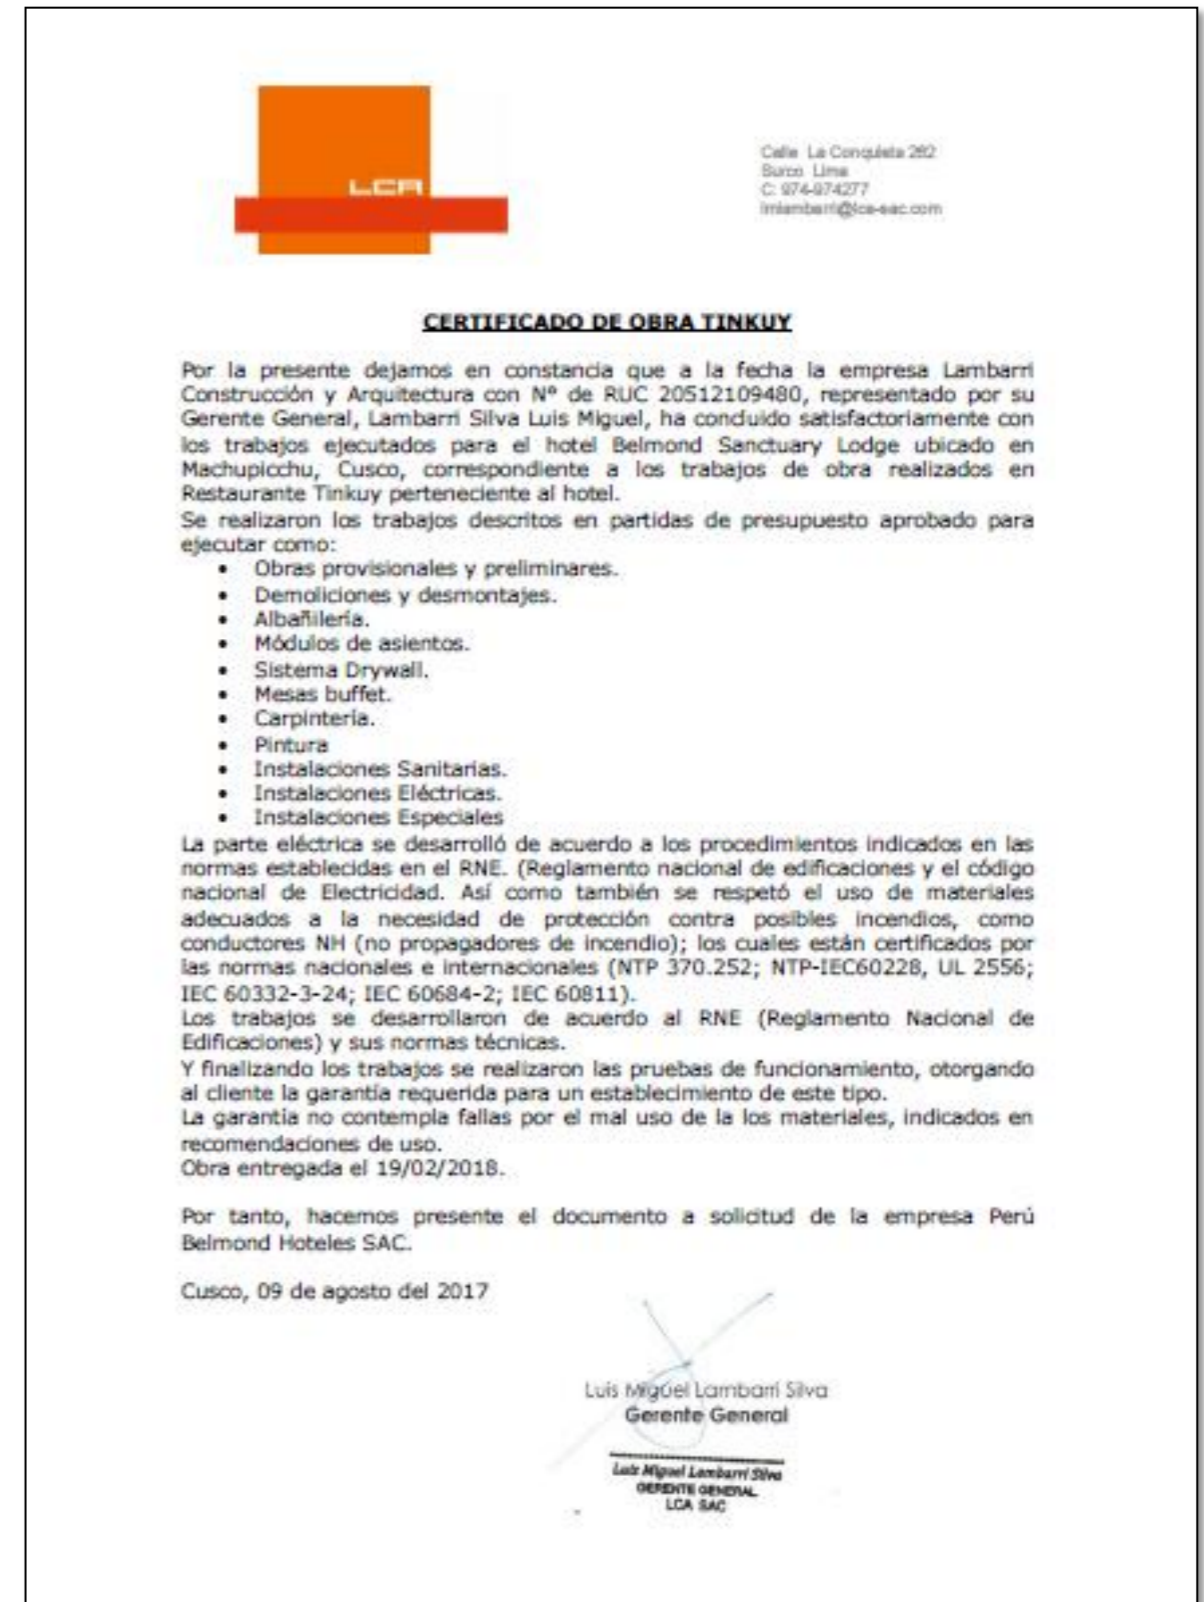 LCA
Calle La Conquista 282
Surco Lima
C: 974-974277
lmlambarri@lca-sac.com
CERTIFICADO DE OBRA TINKUY
Por la presente dejamos en constancia que a la fecha la empresa Lambarri
Construcción y Arquitectura con Nº de RUC 20512109480, representado por su
Gerente General, Lambarri Silva Luis Miguel, ha concluido satisfactoriamente con
los trabajos ejecutados para el hotel Belmond Sanctuary Lodge ubicado en
Machupicchu, Cusco, correspondiente a los trabajos de obra realizados en
Restaurante Tinkuy perteneciente al hotel.
Se realizaron los trabajos descritos en partidas de presupuesto aprobado para
ejecutar como:
• Obras provisionales y preliminares.
• Demoliciones y desmontajes.
• Albañilería.
• Módulos de asientos.
• Sistema Drywall.
• Mesas buffet.
• Carpintería.
• Pintura
• Instalaciones Sanitarias.
• Instalaciones Eléctricas.
• Instalaciones Especiales
La parte eléctrica se desarrolló de acuerdo a los procedimientos indicados en las
normas establecidas en el RNE. (Reglamento nacional de edificaciones y el código
nacional de Electricidad. Así como también se respetó el uso de materiales
adecuados a la necesidad de protección contra posibles incendios, como
conductores NH (no propagadores de incendio); los cuales están certificados por
las normas nacionales e internacionales (NTP 370.252; NTP-IEC60228, UL 2556;
IEC 60332-3-24; IEC 60684-2; IEC 60811).
Los trabajos se desarrollaron de acuerdo al RNE (Reglamento Nacional de
Edificaciones) y sus normas técnicas.
Y finalizando los trabajos se realizaron las pruebas de funcionamiento, otorgando
al cliente la garantía requerida para un establecimiento de este tipo.
La garantía no contempla fallas por el mal uso de la los materiales, indicados en
recomendaciones de uso.
Obra entregada el 19/02/2018.
Por tanto, hacemos presente el documento a solicitud de la empresa Perú
Belmond Hoteles SAC.
Cusco, 09 de agosto del 2017
Luis Miguel Lambarri Silva
Gerente General
Luis Miguel Lambarri Silva
GERENTE GENERAL
LCA SAC